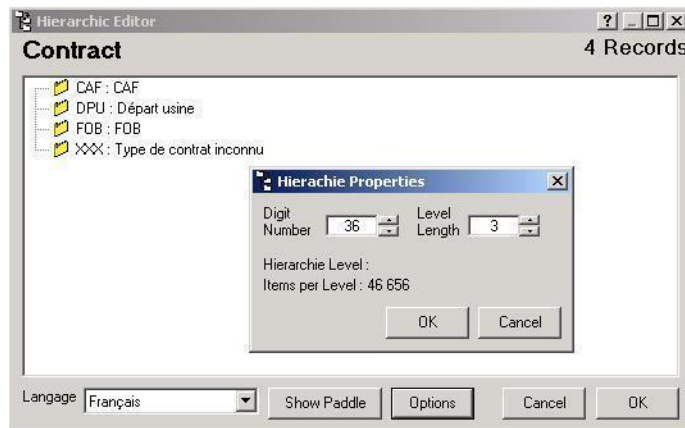 Hierarchic Editor
Contract
4 Records
CAF : CAF
DPU : Départ usine
FOB : FOB
XXX : Type de contrat inconnu
Hierachie Properties
Digit Number 36 Level Length 3
Hierarchie Level :
Items per Level : 46 656
OK Cancel
Langage Français Show Paddle Options Cancel OK